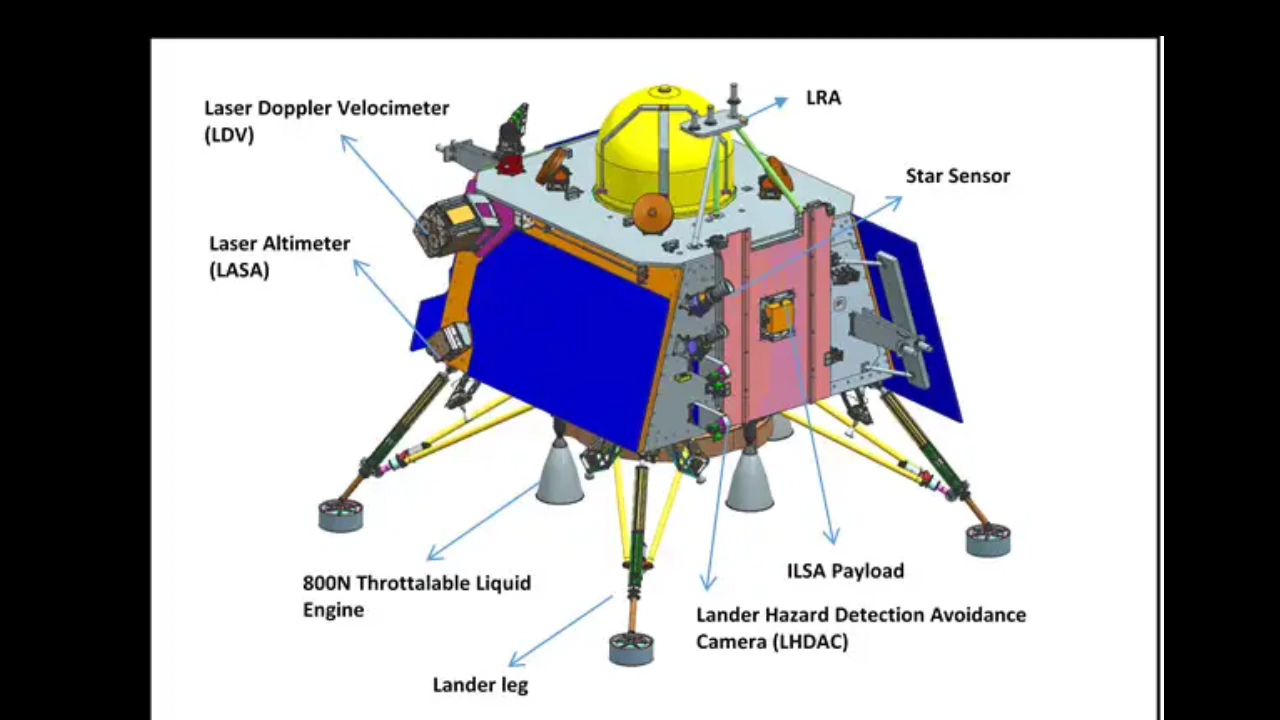 Laser Doppler Velocimeter
(LDV)
LRA
Star Sensor
Laser Altimeter
(LASA)
800N Throttalable Liquid
Engine
ILSA Payload
Lander Hazard Detection Avoidance
Camera (LHDAC)
Lander leg